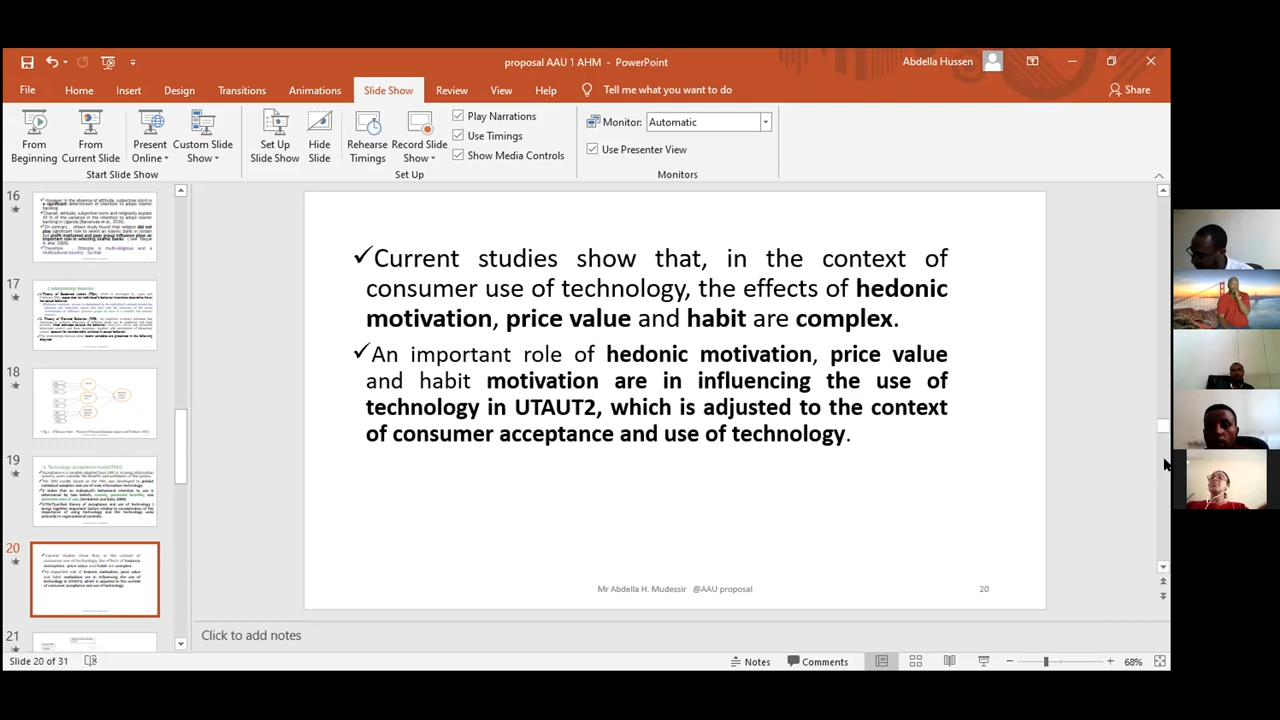 proposal AAU 1 AHM - PowerPoint
Abdella Hussen
File Home Insert Design Transitions Animations Slide Show Review View Help Tell me what you want to do Share
From Beginning
From Current Slide
Present Online
Custom Slide Show
Start Slide Show
Set Up Slide Show
Hide Slide
Rehearse Timings
Record Slide Show
Play Narrations
Use Timings
Show Media Controls
Set Up
Monitor: Automatic
Use Presenter View
Monitors
16
17
18
19
20
21
✓Current studies show that, in the context of
consumer use of technology, the effects of hedonic
motivation, price value and habit are complex.
✓An important role of hedonic motivation, price value
and habit motivation are in influencing the use of
technology in UTAUT2, which is adjusted to the context
of consumer acceptance and use of technology.
Mr Abdella H. Mudessir @AAU proposal
20
Click to add notes
Slide 20 of 31
Notes
Comments
68%